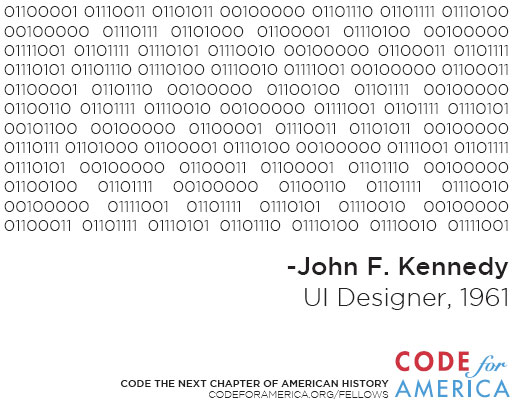 01100001 01110011 01101011 00100000 01101110 01101111 01110100
00100000 01110111 01101000 01100001 01110100 00100000
01111001 01101111 01110101 01110010 00100000 01100011 01101111
01110101 01101110 01110100 01110010 01111001 00100000 01100011
01100001 01101110 00100000 01100100 01101111 00100000
01100110 01101111 01110010 00100000 01111001 01101111 01110101
00101100 00100000 01100001 01110011 01101011 00100000
01110111 01101000 01100001 01110100 00100000 01111001 01101111
01110101 00100000 01100011 01100001 01101110 00100000
01100100 01101111 00100000 01100110 01101111 01110010
00100000 01111001 01101111 01110101 01110010 00100000
01100011 01101111 01110101 01101110 01110100 01110010 01111001
-John F. Kennedy
UI Designer, 1961
CODE for
AMERICA
CODE THE NEXT CHAPTER OF AMERICAN HISTORY
CODEFORAMERICA.ORG/FELLOWS